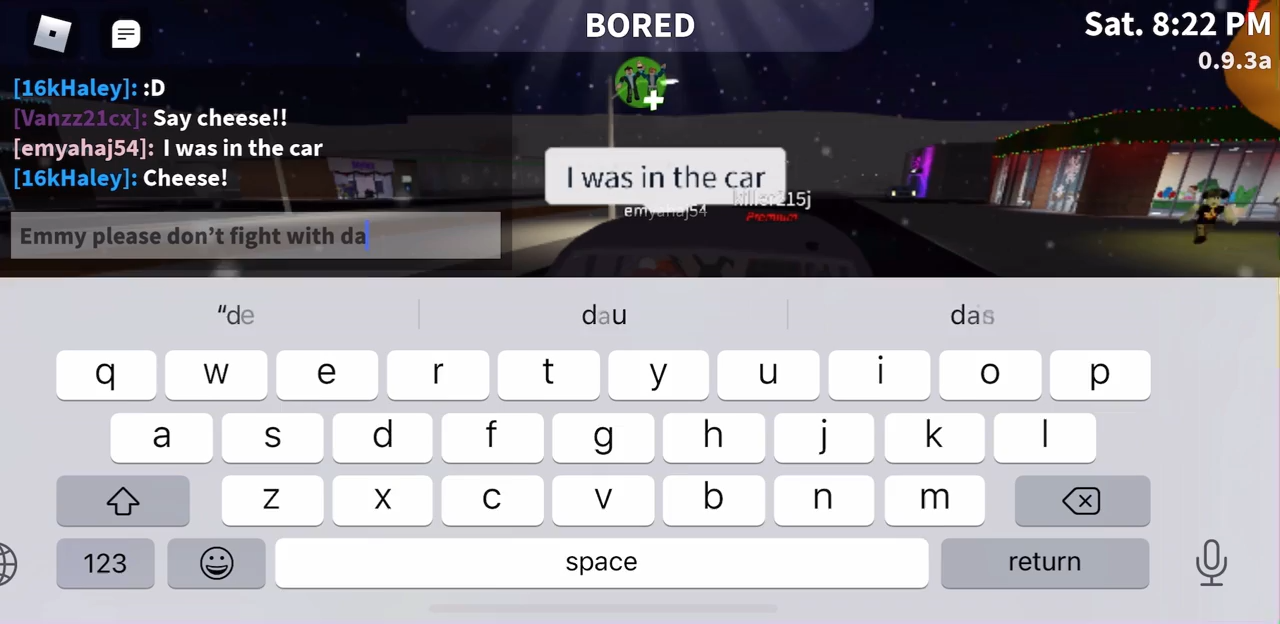 BORED
Sat. 8:22 PM
0.9.3a
[16kHaley]: :D
[Vanzz21cx]: Say cheese!!
[emyahaj54]: I was in the car
[16kHaley]: Cheese!
I was in the car
emyahaj54
killer215j
Premium
Emmy please don’t fight with da
“de
dau
das
q w e r t y u i o p
a s d f g h j k l
z x c v b n m
123
space
return